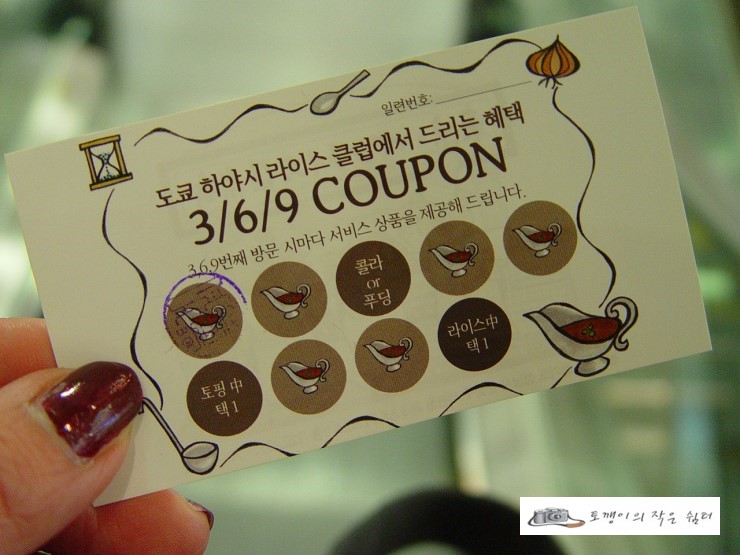 일련번호:
도쿄 하야시 라이스 클럽에서 드리는 혜택
3/6/9 COUPON
3,6,9번째 방문 시마다 서비스 상품을 제공해 드립니다.
콜라
or
푸딩
토핑 中
택 1
라이스 中
택 1
토깽이의 작은 쉼터